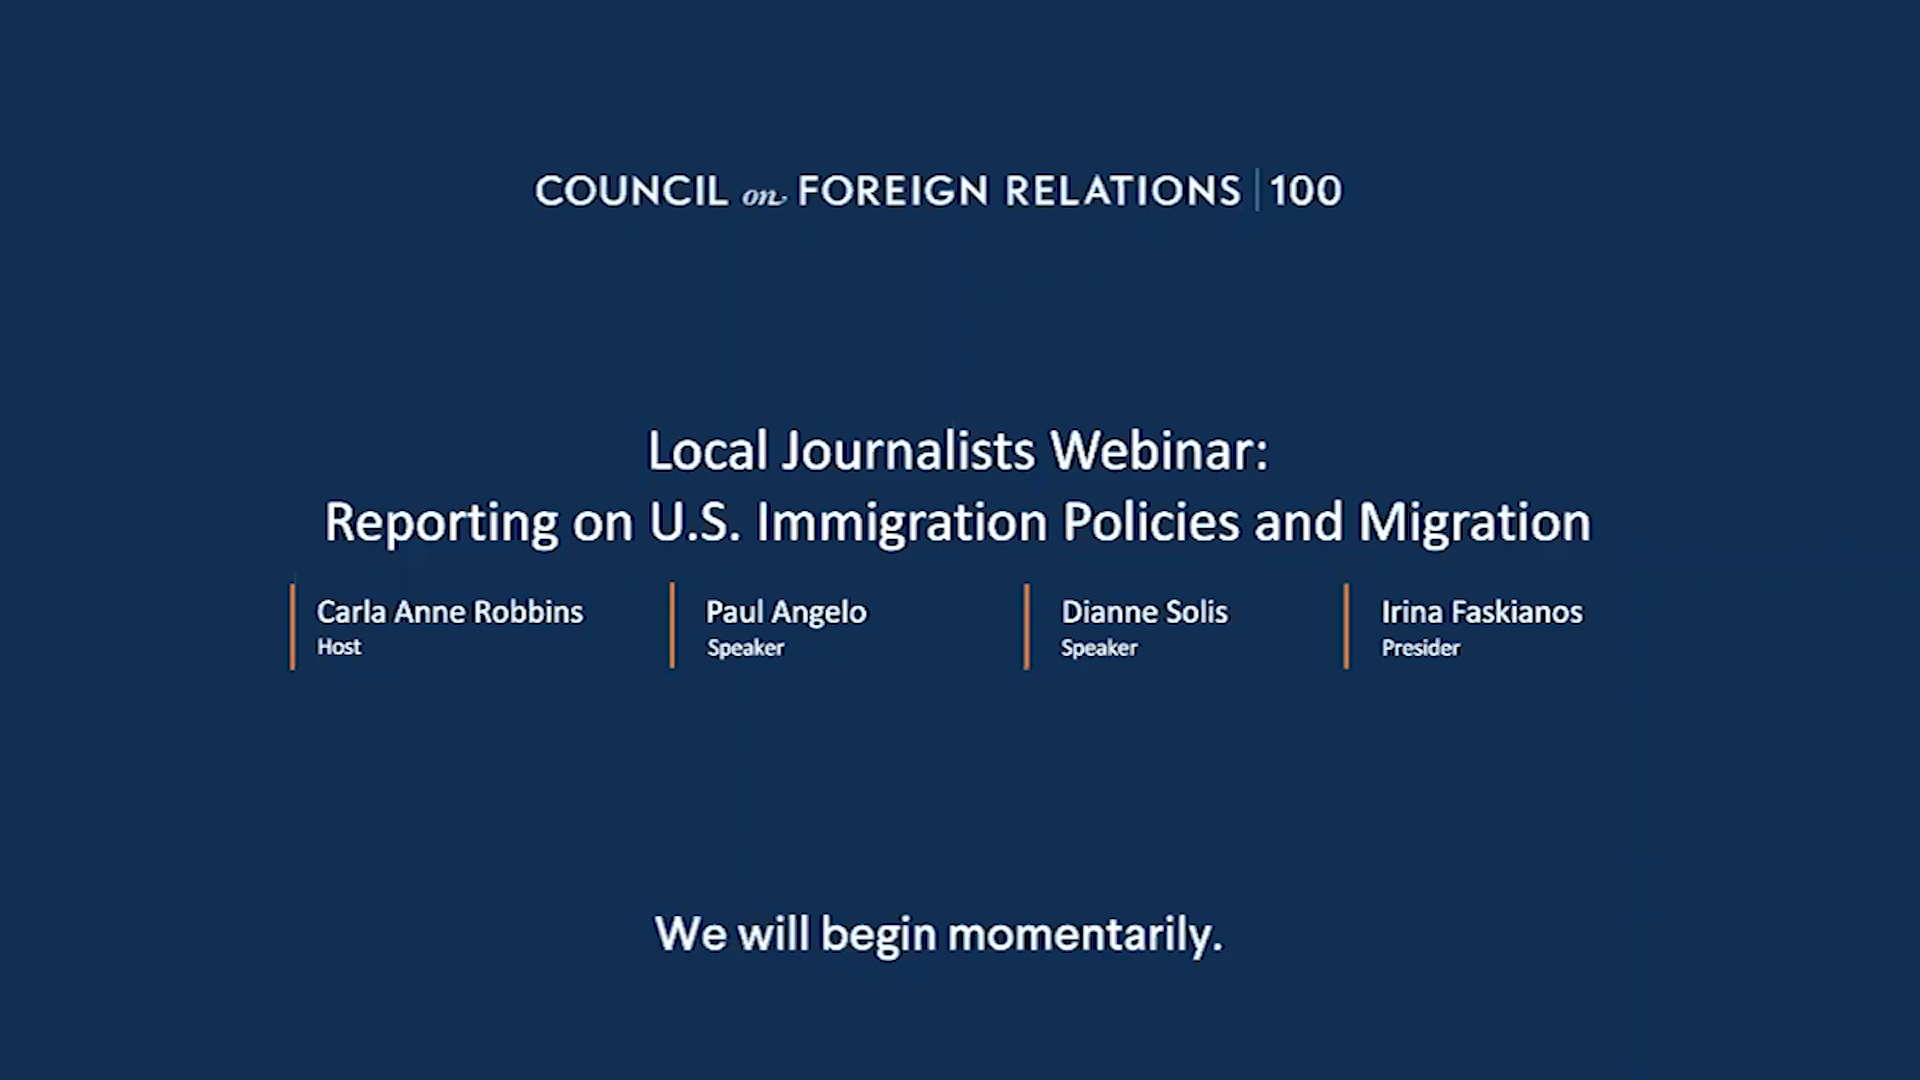 COUNCIL on FOREIGN RELATIONS | 100
Local Journalists Webinar:
Reporting on U.S. Immigration Policies and Migration
Carla Anne Robbins
Host
Paul Angelo
Speaker
Dianne Solis
Speaker
Irina Faskianos
Presider
We will begin momentarily.